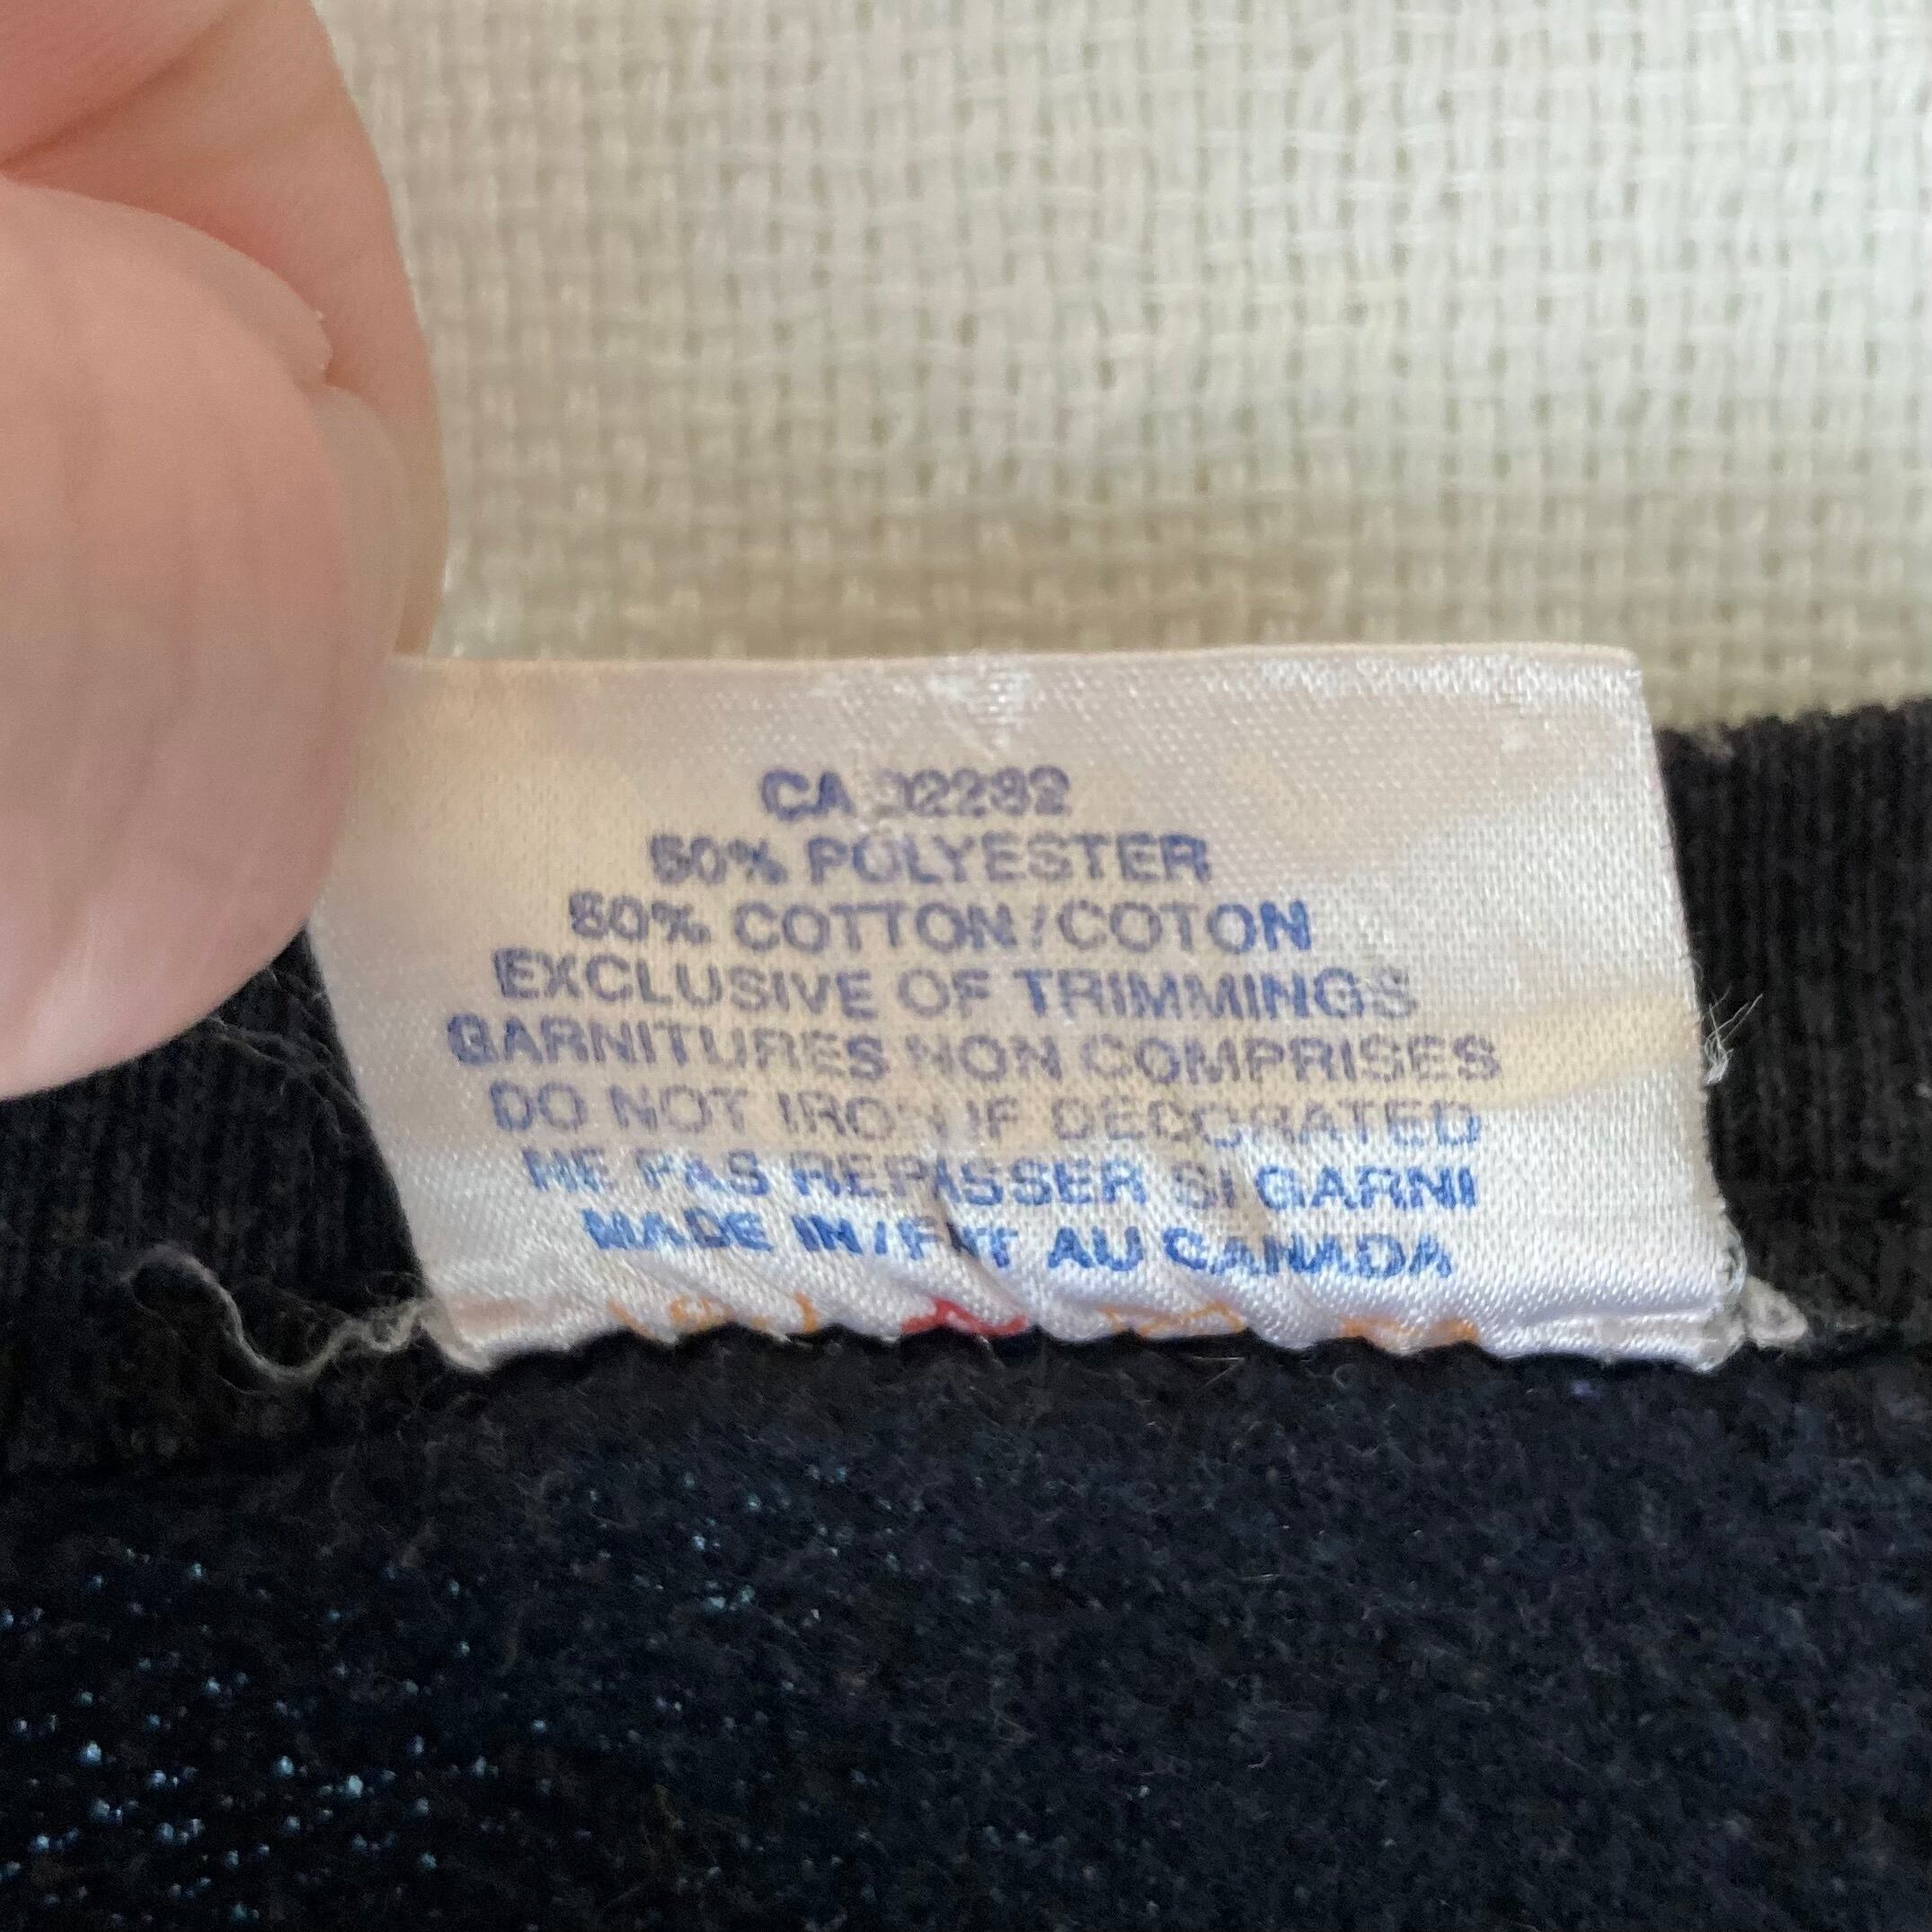 CA
50% POLYESTER
50% COTTON/COTON
EXCLUSIVE OF TRIMMINGS
GARNITURES NON COMPRISES
DO NOT IRON IF DECORATED
NE PAS REPASSER SI GARNI
MADE IN/FAIT AU CANADA